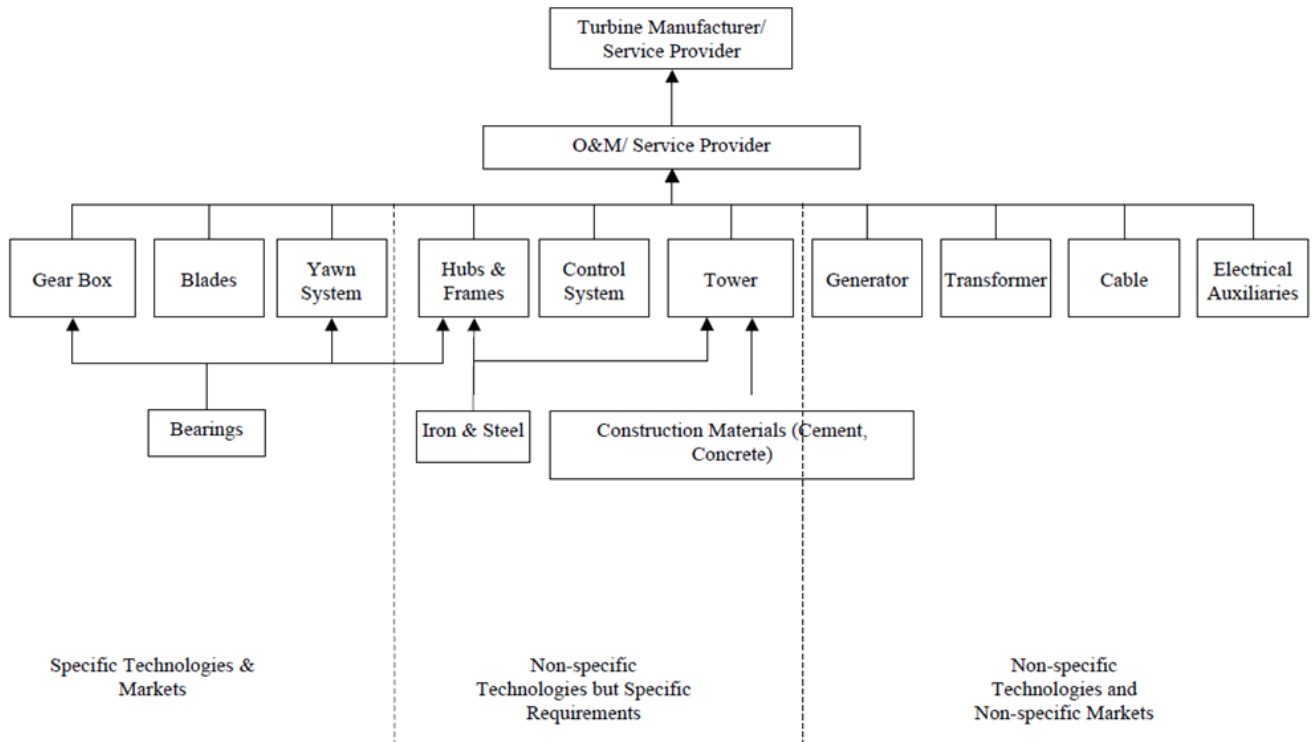 Turbine Manufacturer/
Service Provider
O&M/ Service Provider
Gear Box
Blades
Yawn
System
Hubs &
Frames
Control
System
Tower
Generator
Transformer
Cable
Electrical
Auxiliaries
Bearings
Iron & Steel
Construction Materials (Cement,
Concrete)
Specific Technologies &
Markets
Non-specific
Technologies but Specific
Requirements
Non-specific
Technologies and
Non-specific Markets